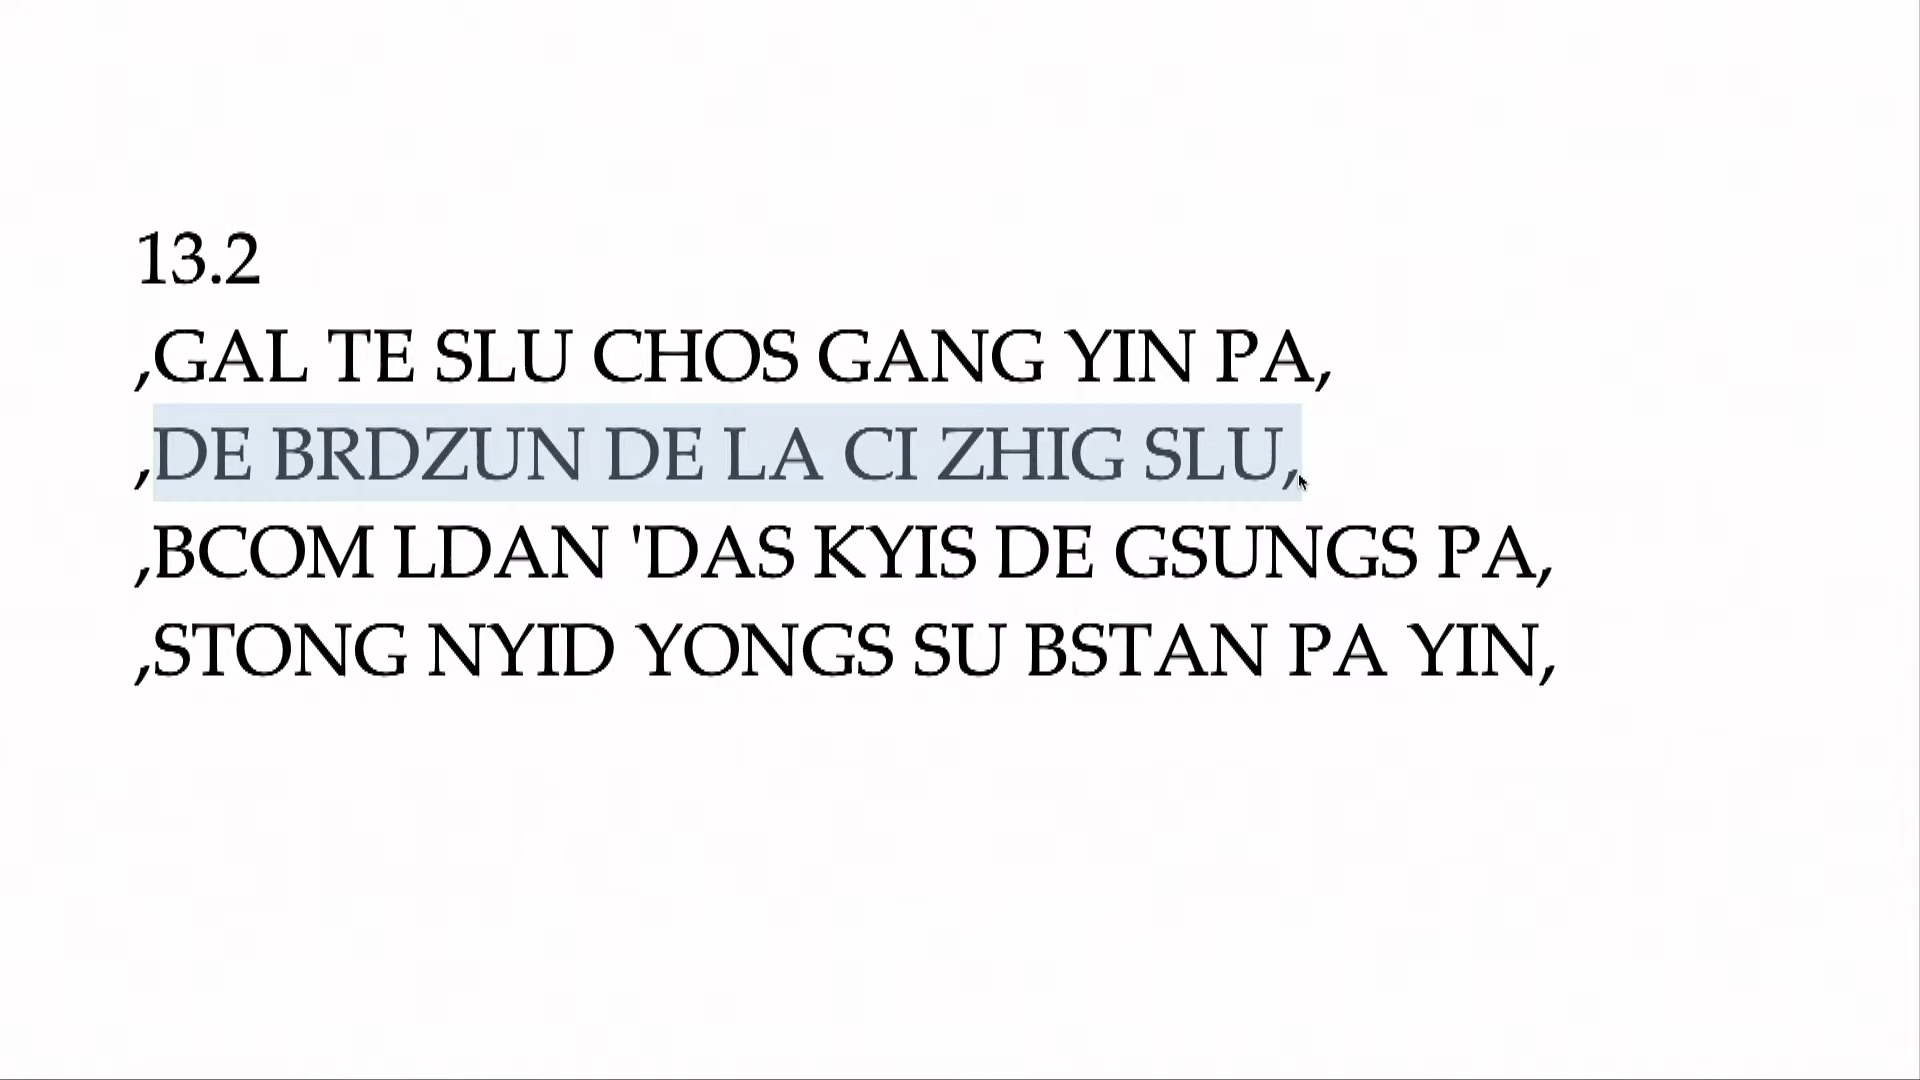 13.2
,GAL TE SLU CHOS GANG YIN PA,
,DE BRDZUN DE LA CI ZHIG SLU,
,BCOM LDAN 'DAS KYIS DE GSUNGS PA,
,STONG NYID YONGS SU BSTAN PA YIN,